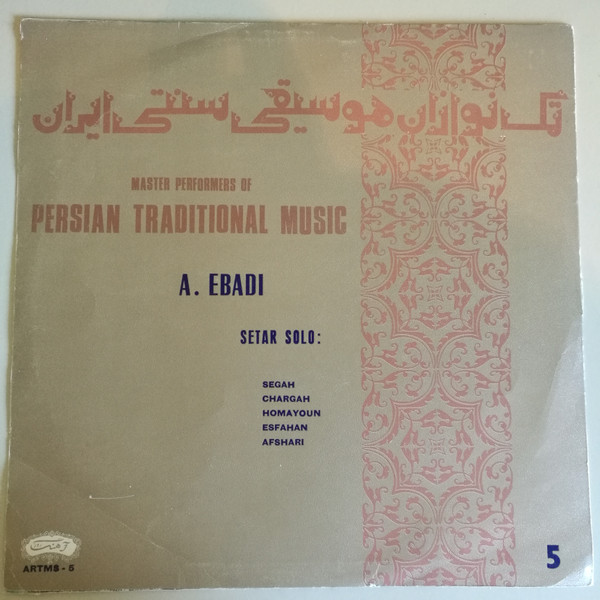 تک نوازان موسیقی سنتی ایران
MASTER PERFORMERS OF
PERSIAN TRADITIONAL MUSIC
A. EBADI
SETAR SOLO:
SEGAH
CHARGAH
HOMAYOUN
ESFAHAN
AFSHARI
آهنگ
ARTMS - 5
5